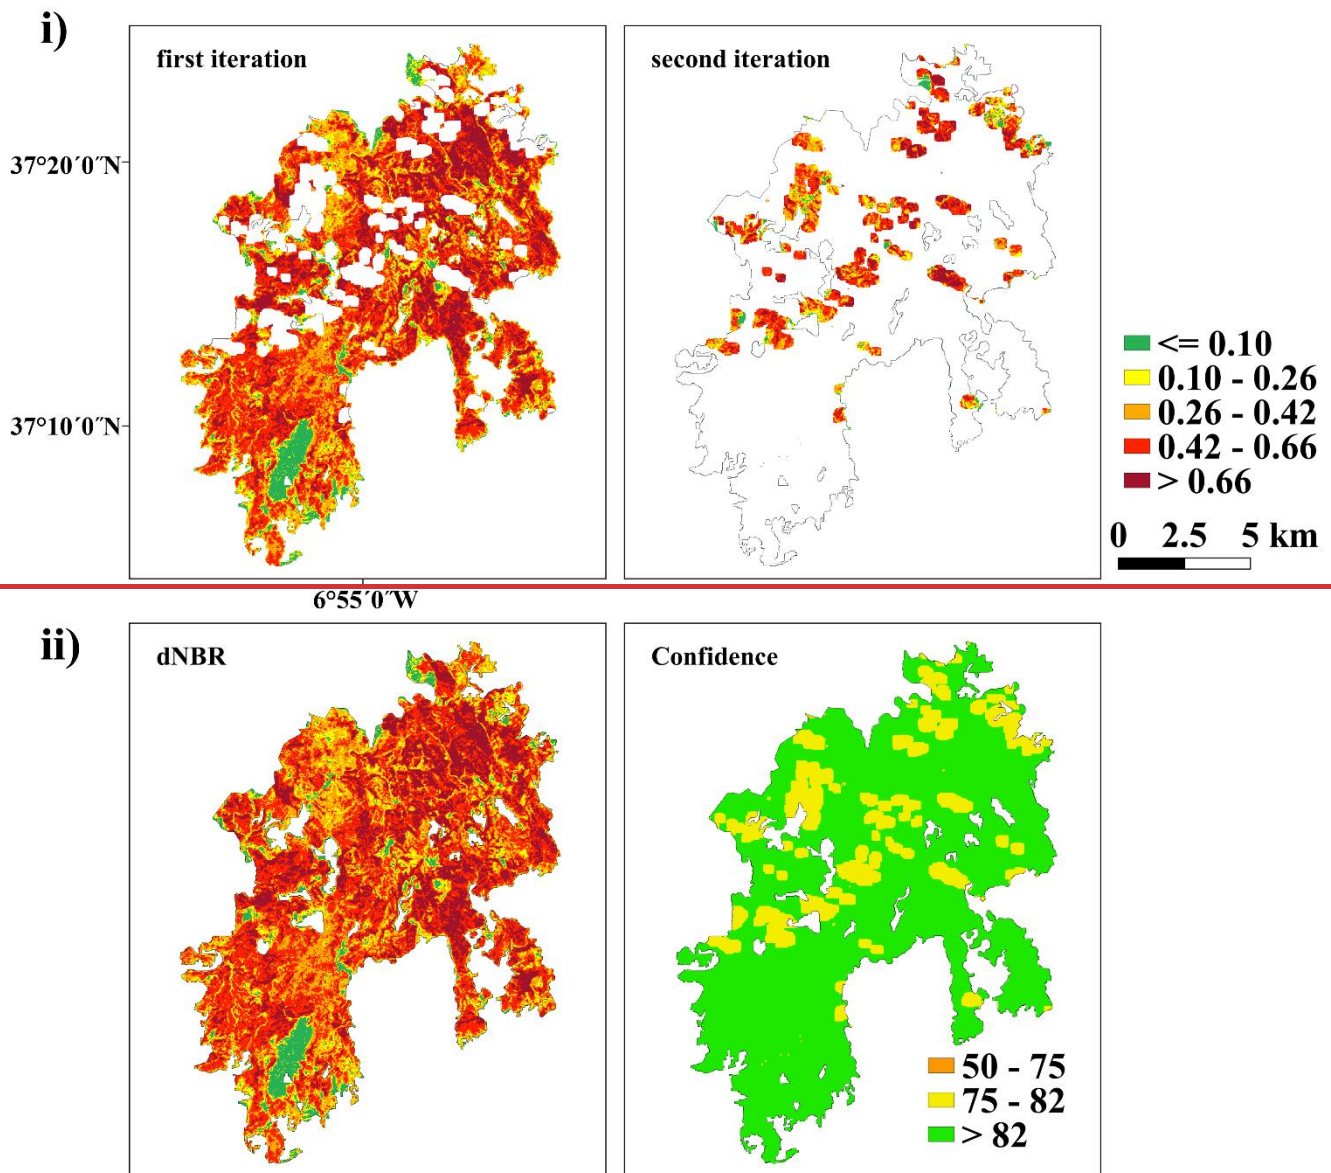 i)
first iteration
second iteration
37°20´0˝N
37°10´0˝N
<= 0.10
0.10 - 0.26
0.26 - 0.42
0.42 - 0.66
> 0.66
0 2.5 5 km
6°55´0˝W
ii)
dNBR
Confidence
50 - 75
75 - 82
> 82